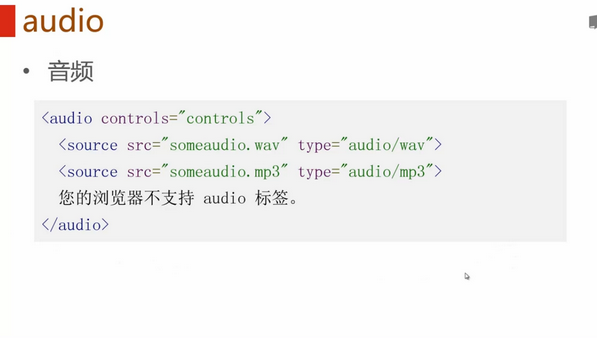 audio
• 音频
<audio controls="controls">
<source src="someaudio.wav" type="audio/wav">
<source src="someaudio.mp3" type="audio/mp3">
您的浏览器不支持 audio 标签。
</audio>